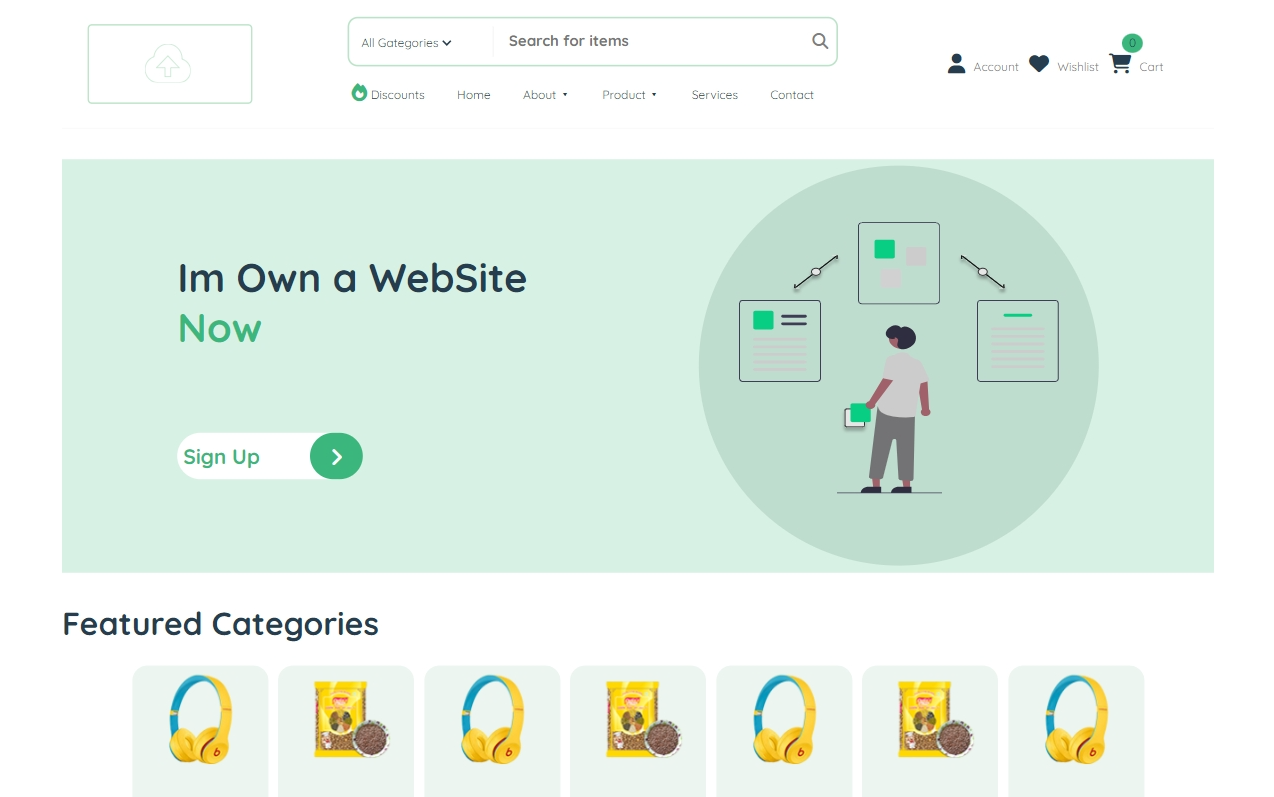 All Gategories
Search for items
0
Account
Wishlist
Cart
Discounts
Home
About
Product
Services
Contact
Im Own a WebSite
Now
Sign Up
Featured Categories